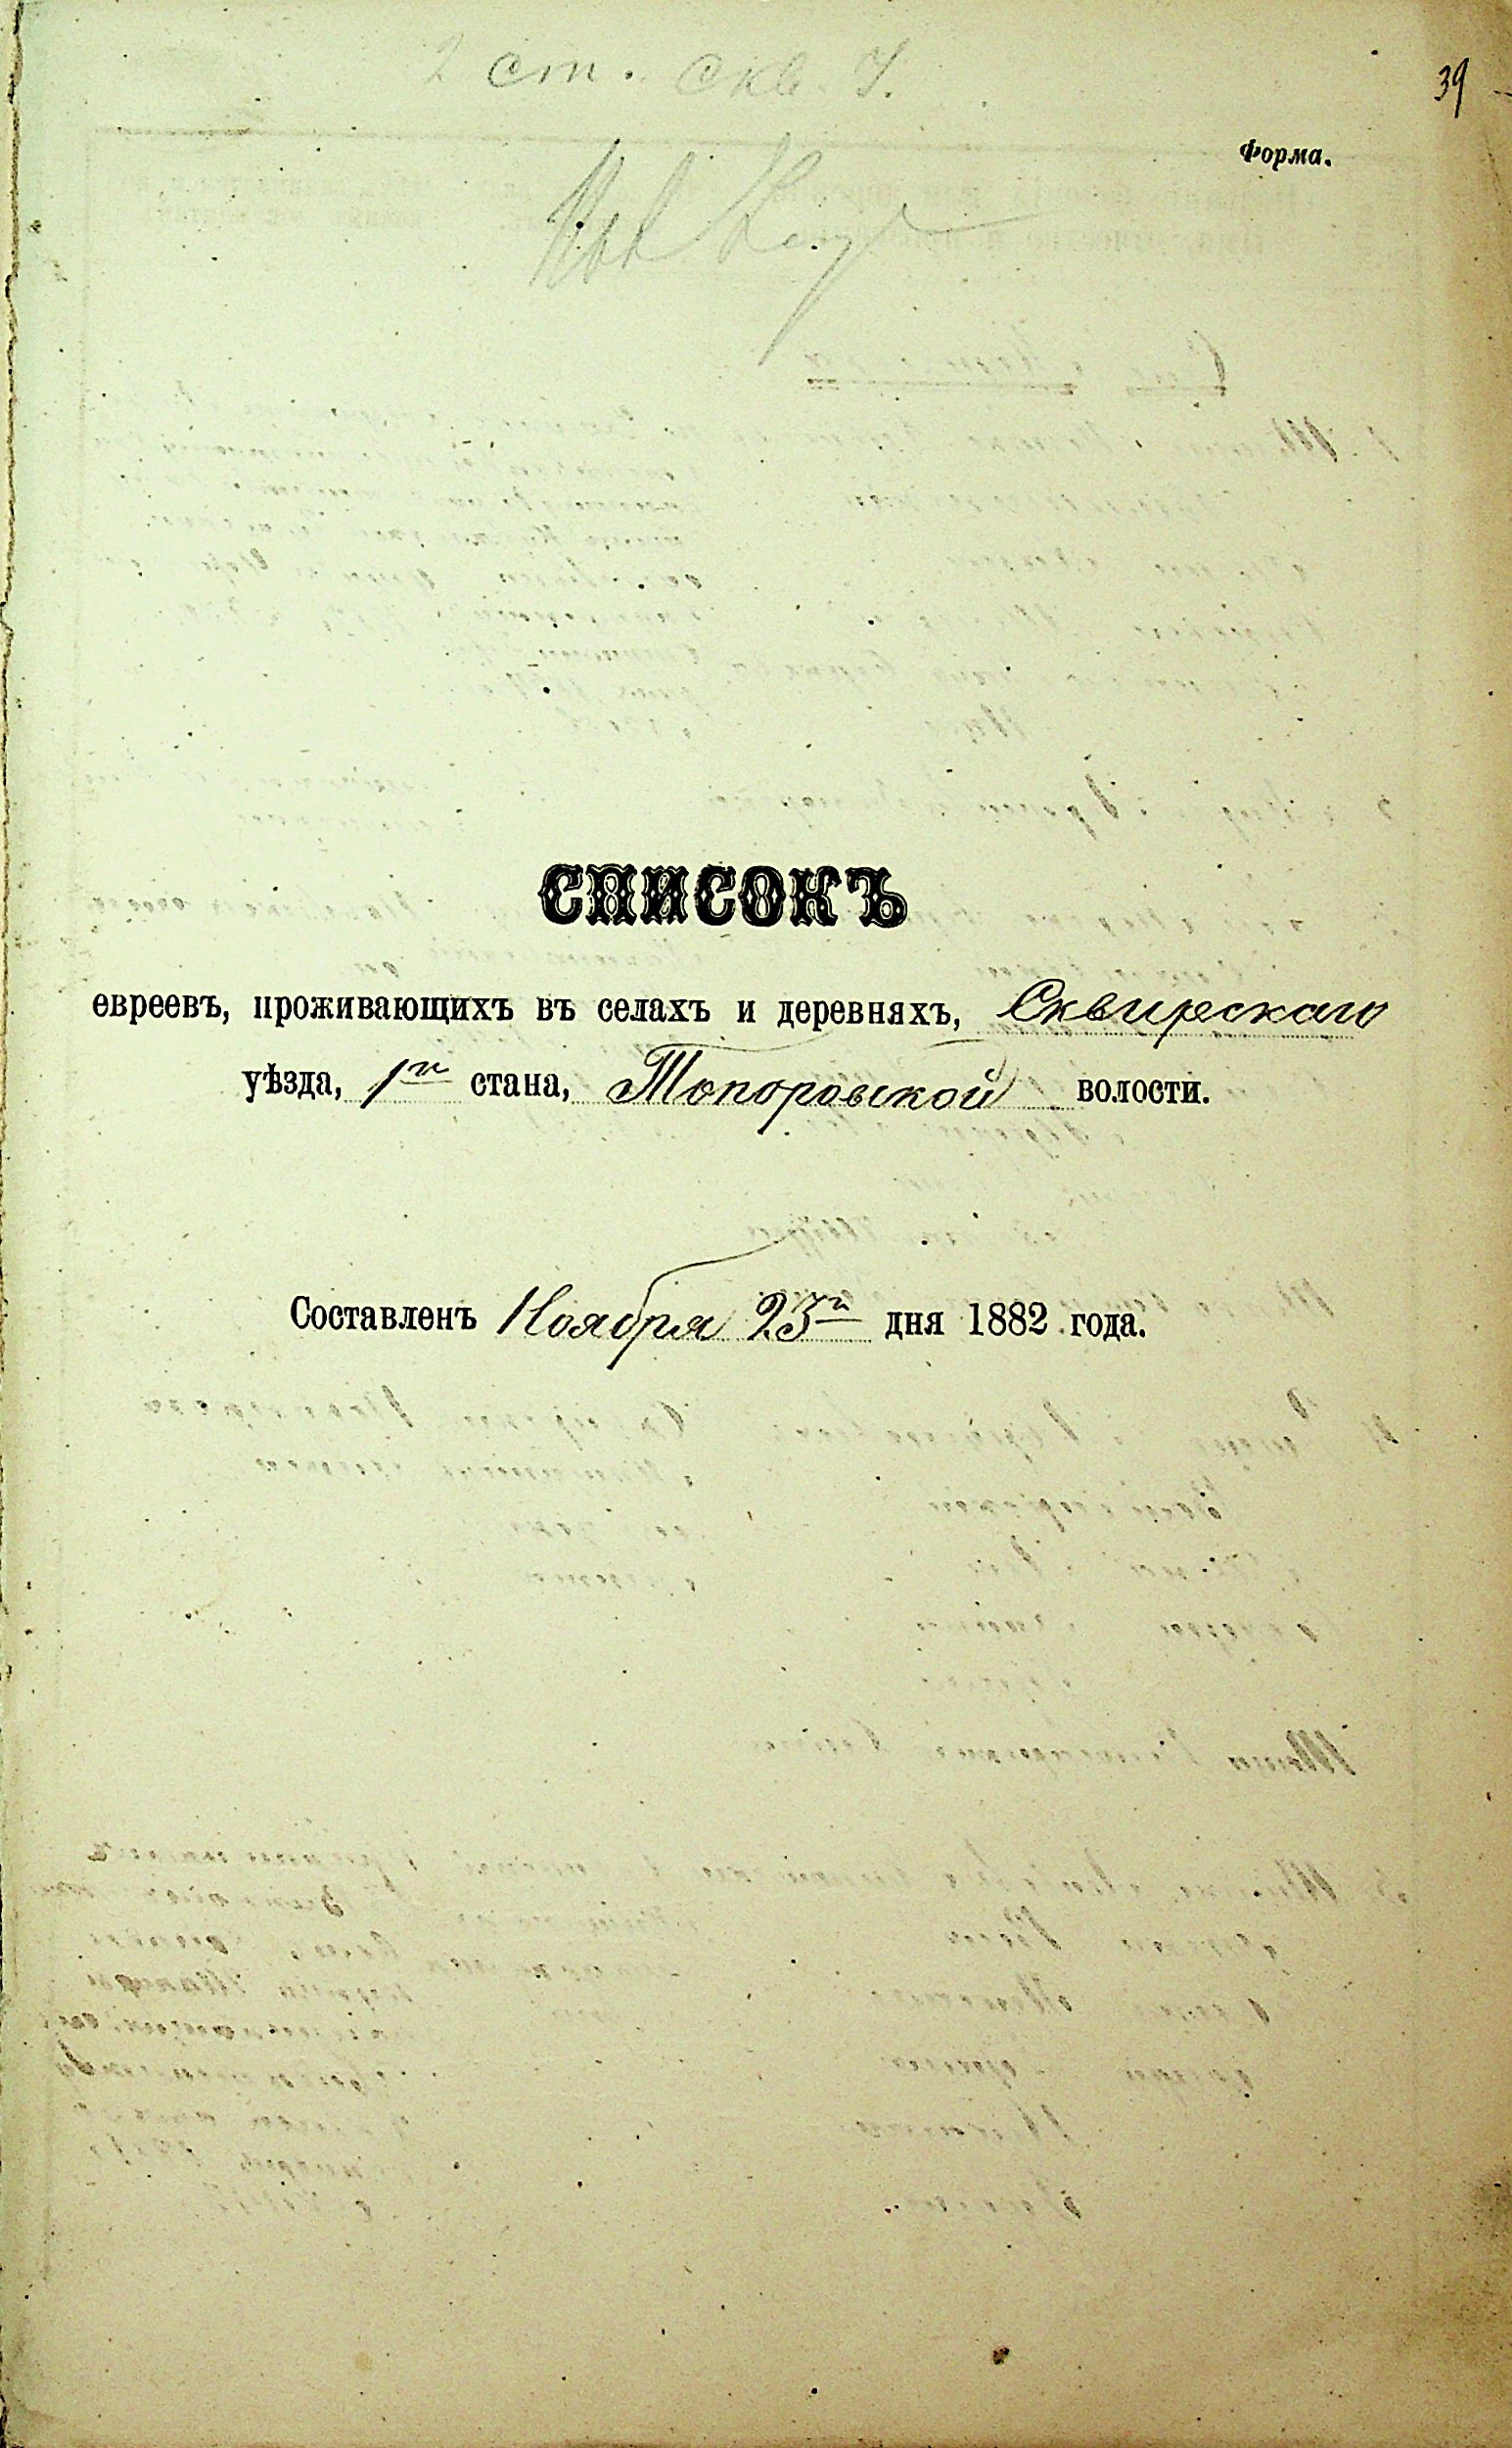 2 ст. Скв. У.
39
Форма.
СПИСОКЪ
евреевъ, проживающихъ въ селахъ и деревняхъ, Сквирскаго
уѣзда, 1го стана, Топоровской волости.
Составленъ Ноября 23го дня 1882 года.